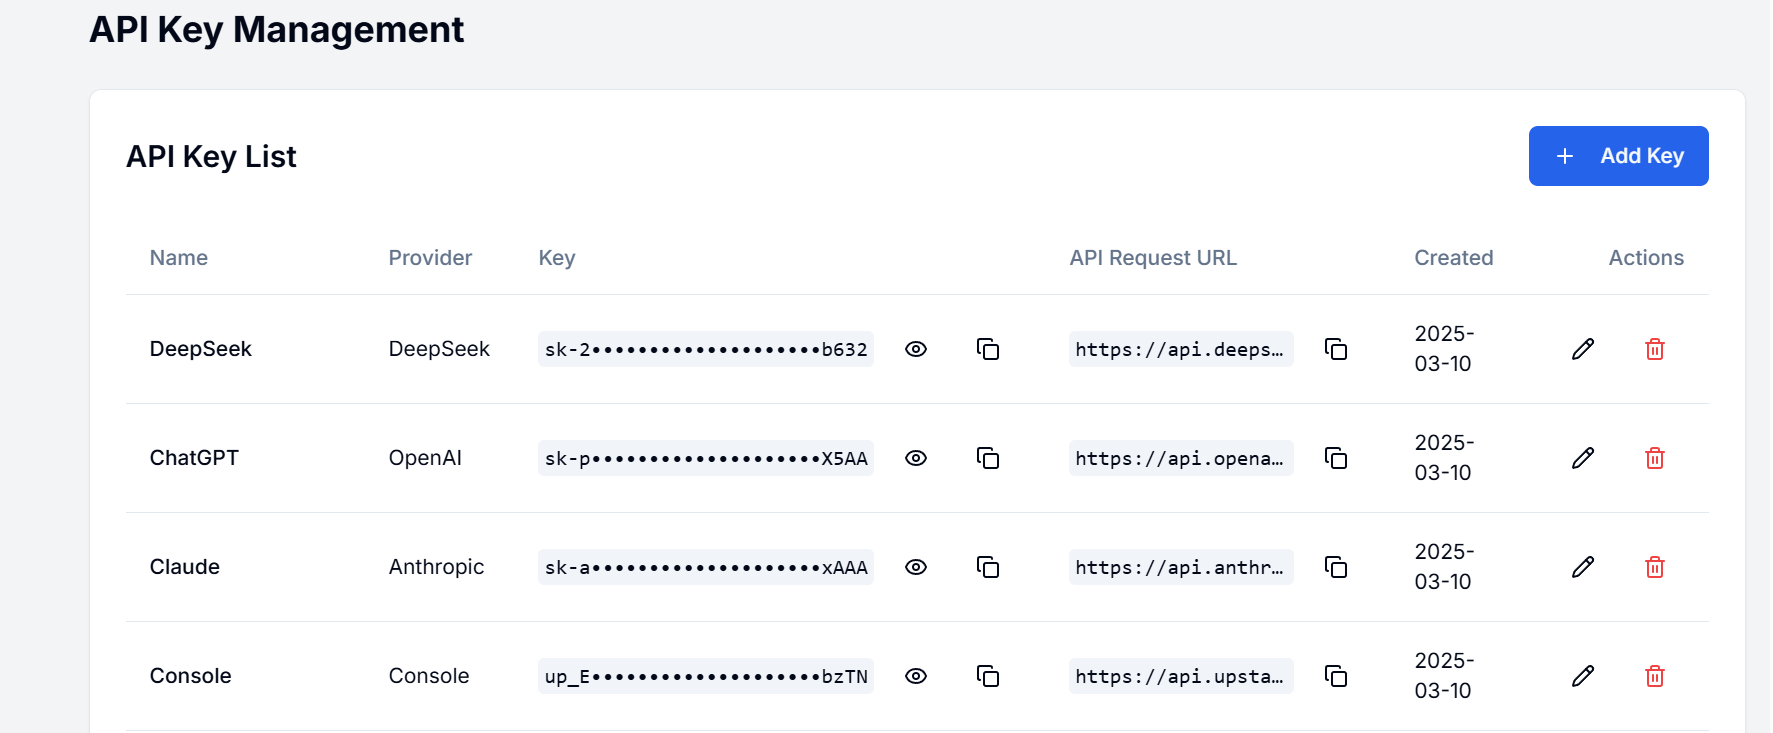 API Key Management
API Key List
Add Key
Name Provider Key API Request URL Created Actions
DeepSeek DeepSeek sk-2••••••••••••••••••••b632 https://api.deeps... 2025-
03-10
ChatGPT OpenAI sk-p••••••••••••••••••••X5AA https://api.opena... 2025-
03-10
Claude Anthropic sk-a••••••••••••••••••••xAAA https://api.anthr... 2025-
03-10
Console Console up_E••••••••••••••••••••bzTN https://api.upsta... 2025-
03-10